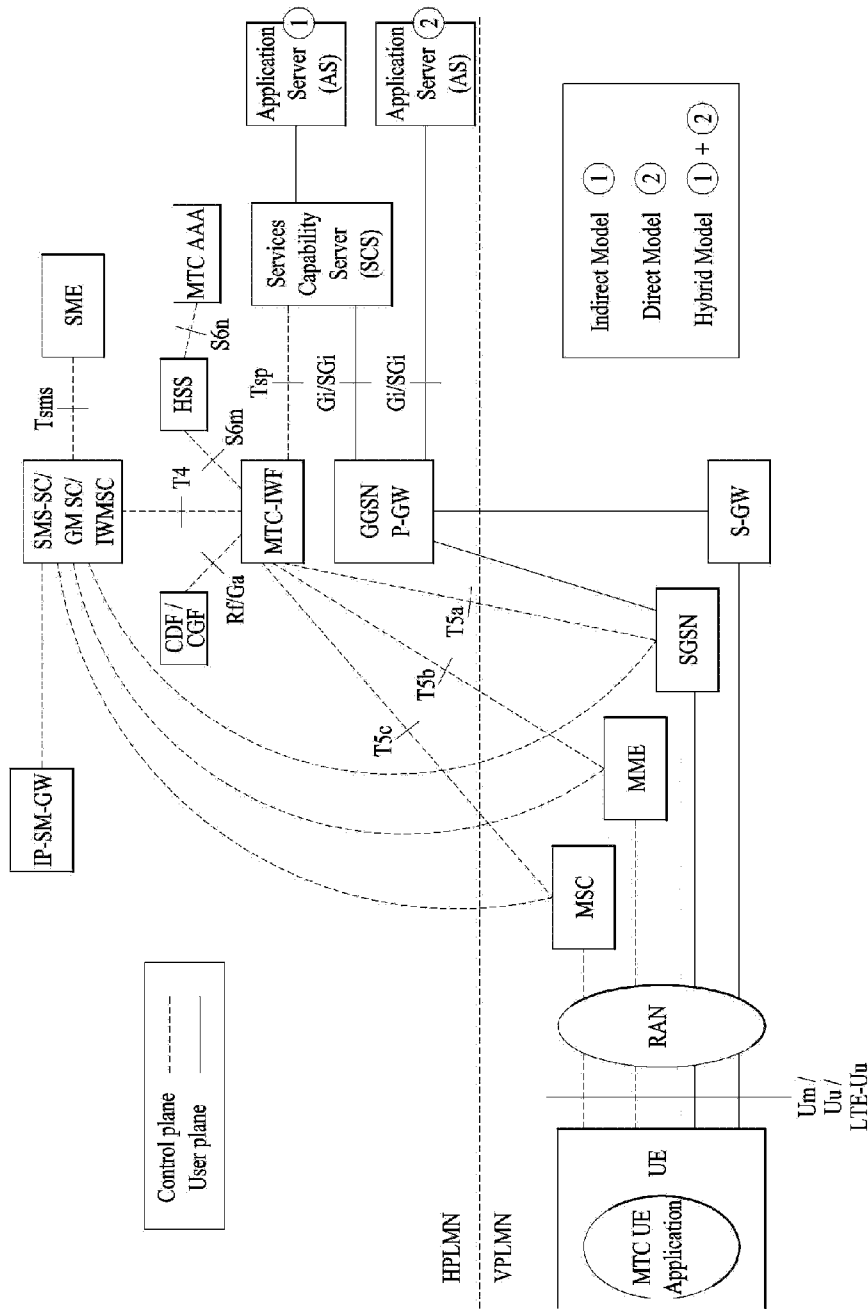 Control plane
User plane
IP-SM-GW
SMS-SC/
GM SC/
IWMSC
Tsms
SME
T4
CDF /
CGF
Rf/Ga
HSS
S6m
S6n
MTC AAA
MTC-IWF
Tsp
Services
Capability
Server
(SCS)
Application
Server
(AS)
1
Gi/SGi
GGSN
P-GW
Gi/SGi
Application
Server
(AS)
2
T5c
T5b
T5a
HPLMN
VPLMN
MTC UE
Application
UE
Um /
Uu /
LTE-Uu
RAN
MSC
MME
SGSN
S-GW
Indirect Model 1
Direct Model 2
Hybrid Model 1 + 2